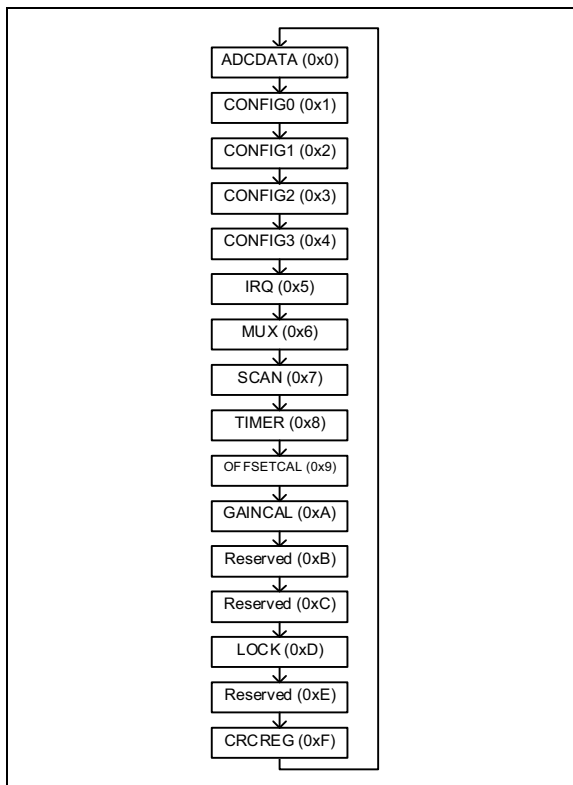 ADCDATA (0x0)
CONFIG0 (0x1)
CONFIG1 (0x2)
CONFIG2 (0x3)
CONFIG3 (0x4)
IRQ (0x5)
MUX (0x6)
SCAN (0x7)
TIMER (0x8)
OFFSETCAL (0x9)
GAINCAL (0xA)
Reserved (0xB)
Reserved (0xC)
LOCK (0xD)
Reserved (0xE)
CRCREG (0xF)